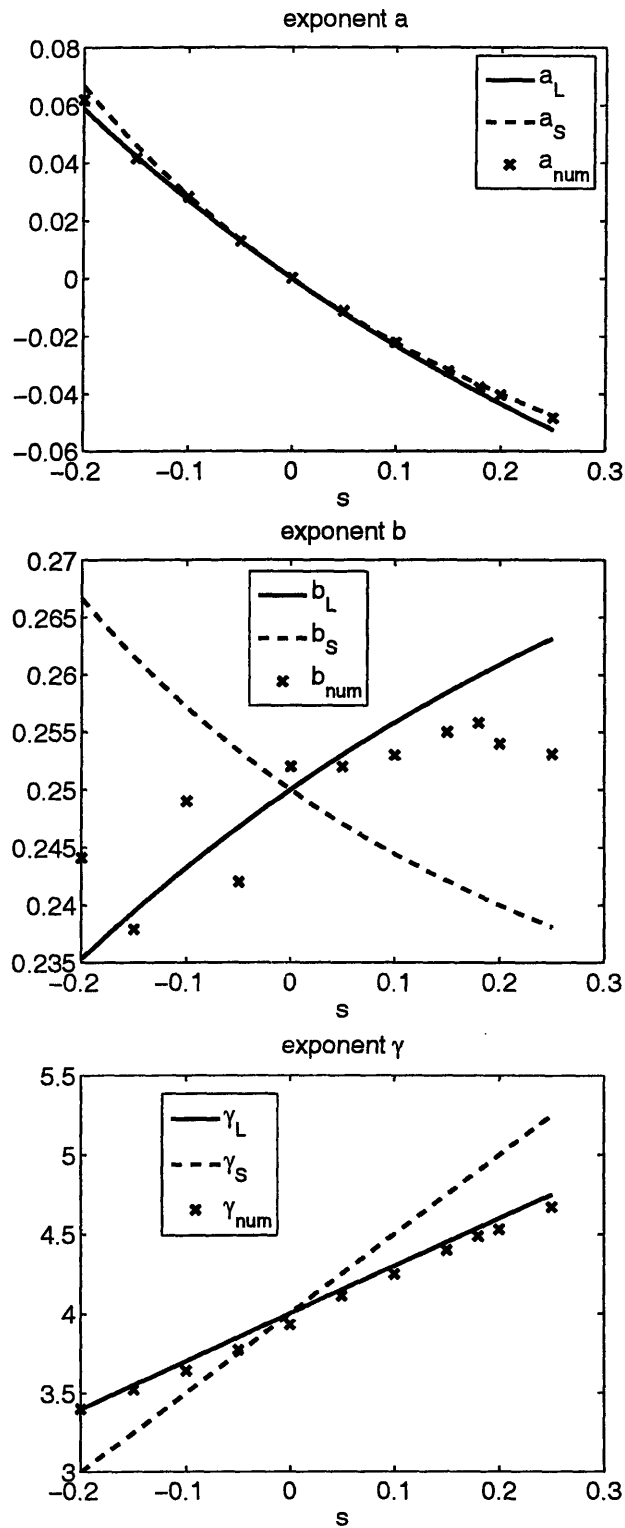 exponent a
0.08
0.06
0.04
0.02
0
−0.02
−0.04
−0.06
a_L
a_S
a_num
−0.2 −0.1 0 0.1 0.2 0.3
s
exponent b
0.27
0.265
0.26
0.255
0.25
0.245
0.24
0.235
b_L
b_S
b_num
−0.2 −0.1 0 0.1 0.2 0.3
s
exponent γ
5.5
5
4.5
4
3.5
3
γ_L
γ_S
γ_num
−0.2 −0.1 0 0.1 0.2 0.3
s